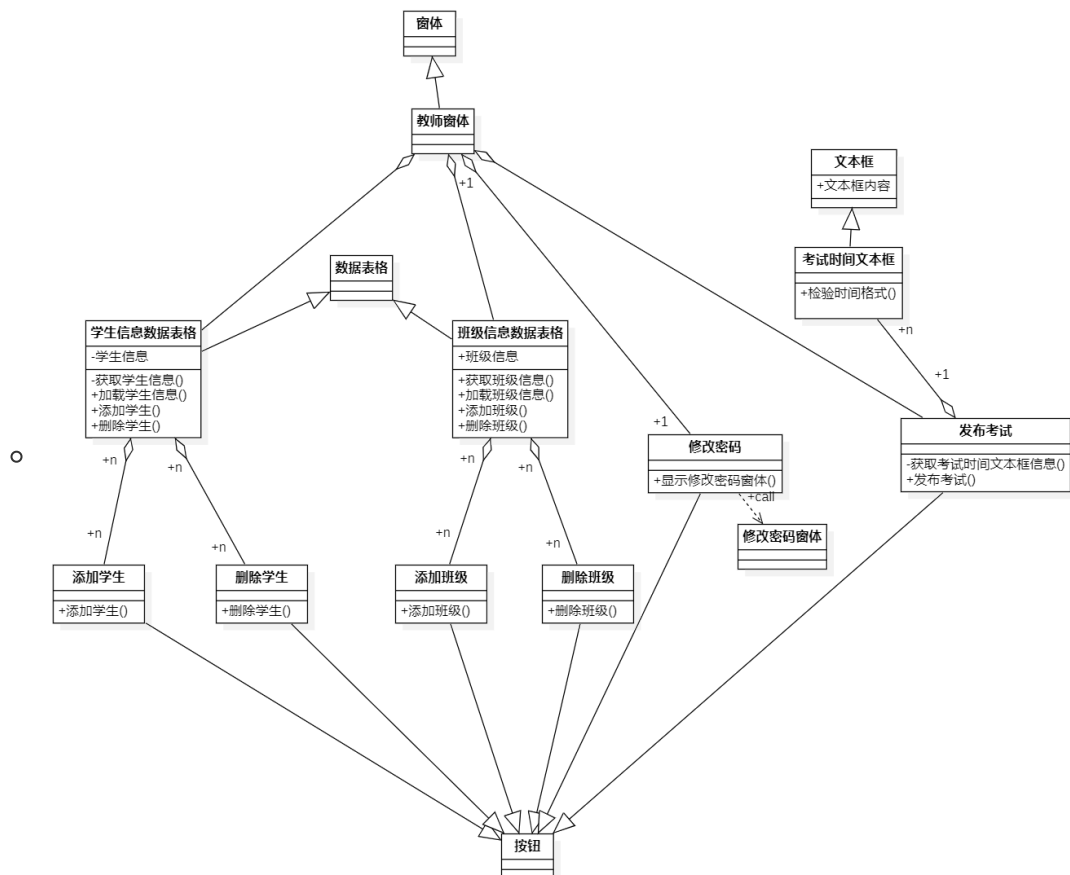 窗体
教师窗体
+1
文本框
+文本框内容
考试时间文本框
+检验时间格式()
数据表格
学生信息数据表格
-学生信息
-获取学生信息()
+加载学生信息()
+添加学生()
+删除学生()
班级信息数据表格
+班级信息
+获取班级信息()
+加载班级信息()
+添加班级()
+删除班级()
+n
+1
+1
修改密码
+显示修改密码窗体()
+call
发布考试
-获取考试时间文本框信息()
+发布考试()
+n
+n
+n
+n
修改密码窗体
+n
+n
+n
+n
添加学生
+添加学生()
删除学生
+删除学生()
添加班级
+添加班级()
删除班级
+删除班级()
按钮